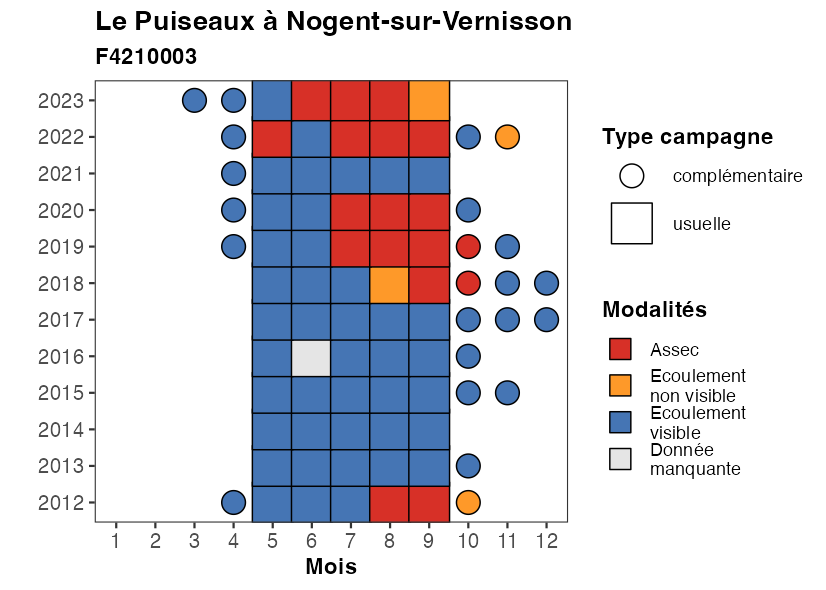 Le Puiseaux à Nogent-sur-Vernisson
F4210003
2023
2022
2021
2020
2019
2018
2017
2016
2015
2014
2013
2012
1 2 3 4 5 6 7 8 9 10 11 12
Mois
Type campagne
complémentaire
usuelle
Modalités
Assec
Ecoulement
non visible
Ecoulement
visible
Donnée
manquante